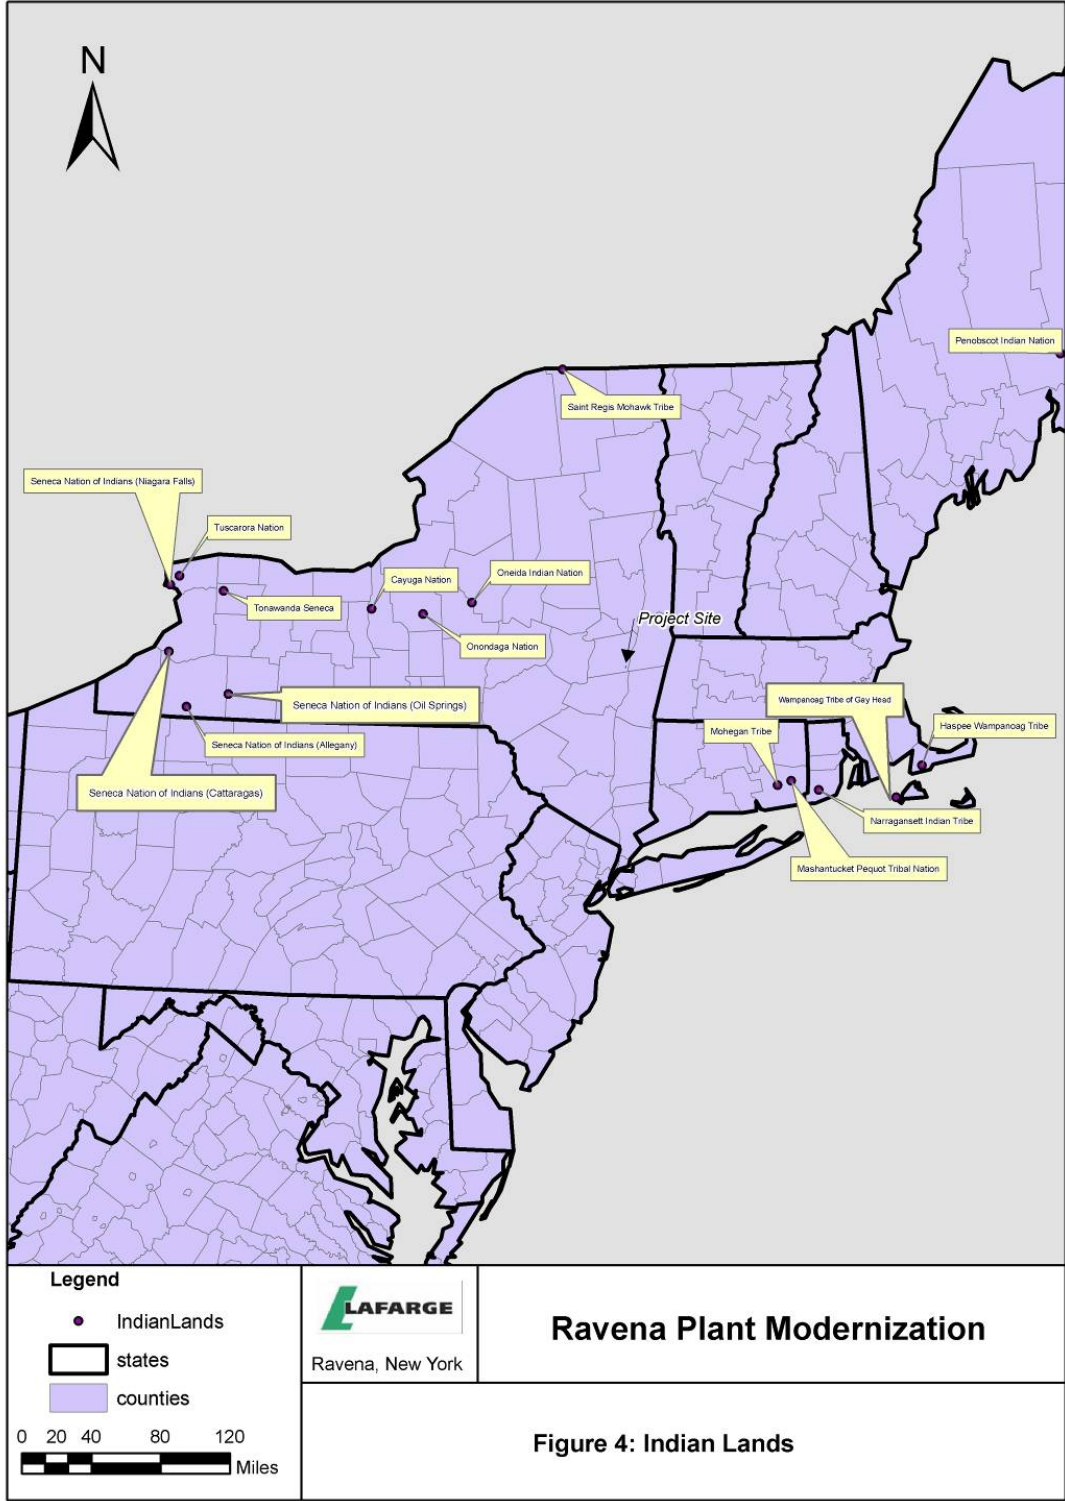 N
Penobscot Indian Nation
Saint Regis Mohawk Tribe
Seneca Nation of Indians (Niagara Falls)
Tuscarora Nation
Cayuga Nation
Oneida Indian Nation
Tonawanda Seneca
Project Site
Onondaga Nation
Seneca Nation of Indians (Oil Springs)
Wampanoag Tribe of Gay Head
Haspee Wampanoag Tribe
Mohegan Tribe
Seneca Nation of Indians (Allegany)
Seneca Nation of Indians (Cattaragas)
Narragansett Indian Tribe
Mashantucket Pequot Tribal Nation
Legend
IndianLands
states
counties
0 20 40 80 120
Miles
LAFARGE
Ravena, New York
Ravena Plant Modernization
Figure 4: Indian Lands